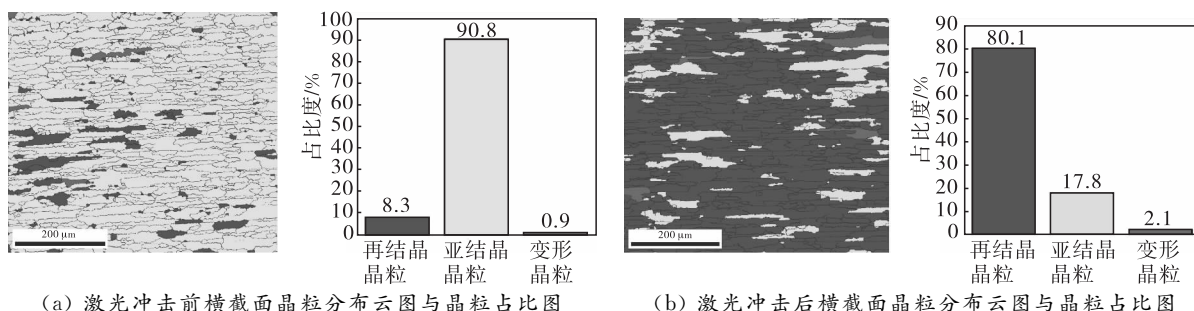 200 μm
占比度/%
100
90
80
70
60
50
40
30
20
10
0
8.3
90.8
0.9
再结晶
晶粒
亚结晶
晶粒
变形
晶粒
(a) 激光冲击前横截面晶粒分布云图与晶粒占比图
200 μm
占比度/%
90
80
70
60
50
40
30
20
10
0
80.1
17.8
2.1
再结晶
晶粒
亚结晶
晶粒
变形
晶粒
(b) 激光冲击后横截面晶粒分布云图与晶粒占比图